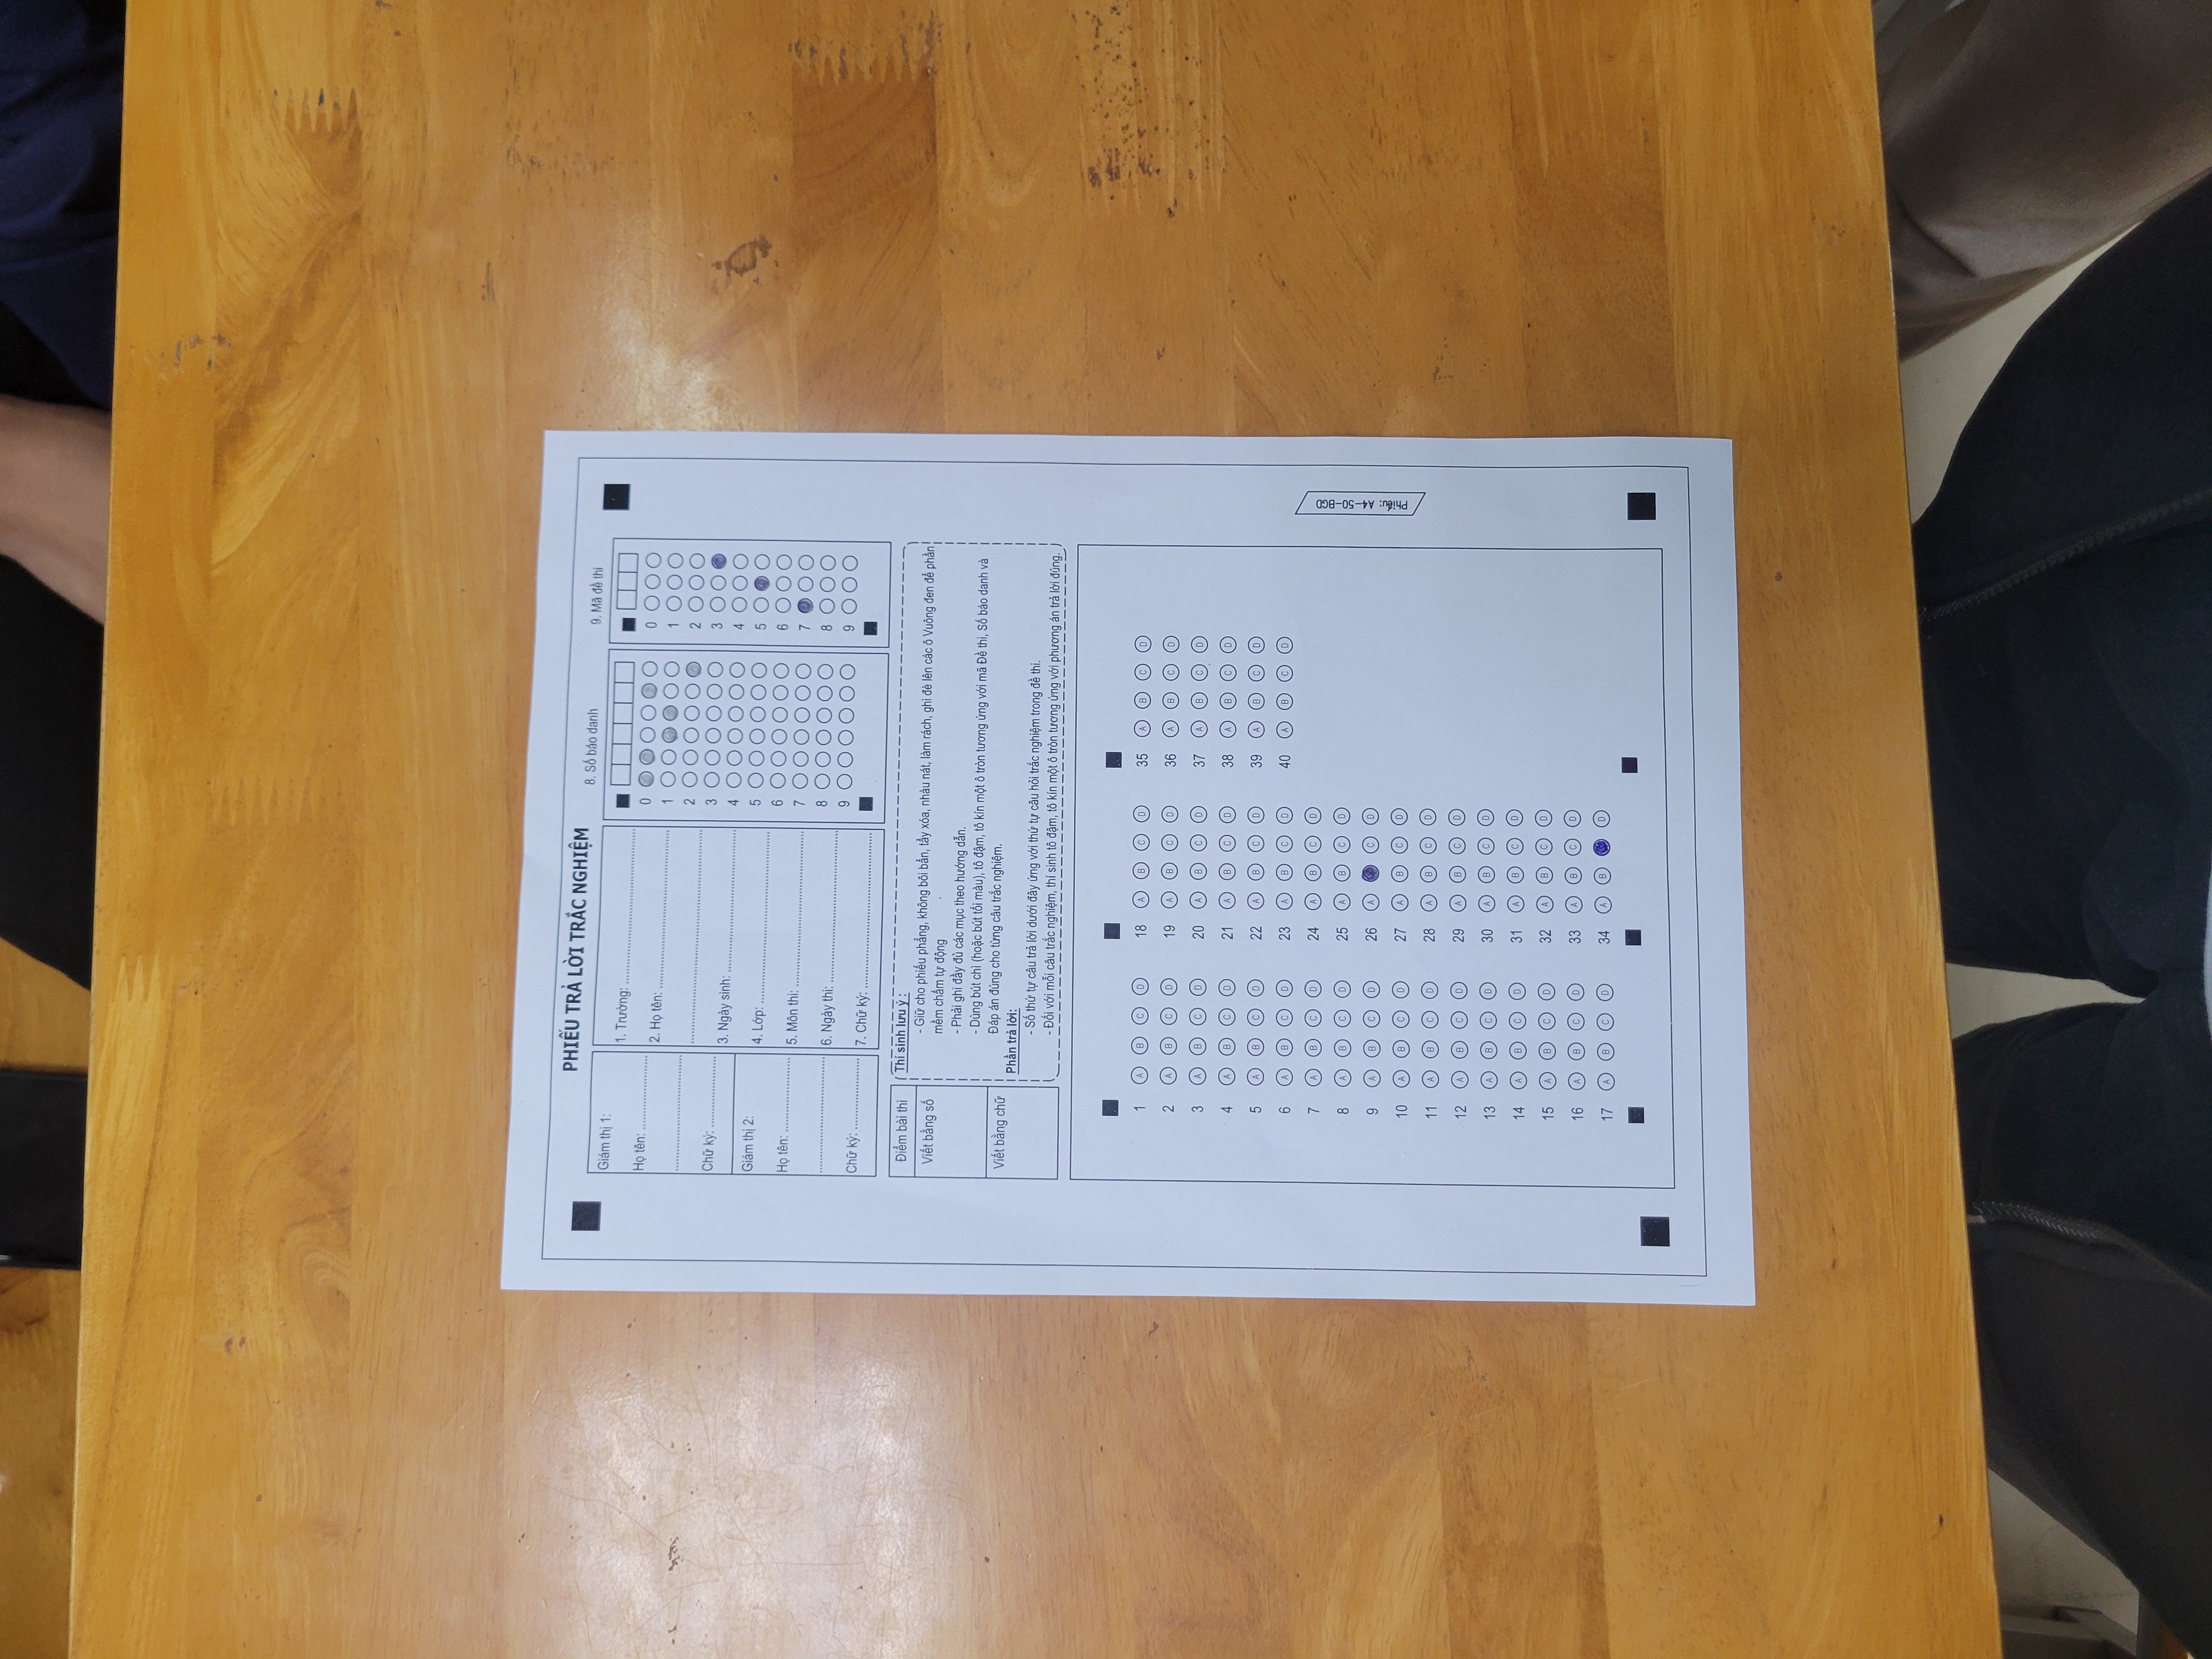 PHIẾU TRẢ LỜI TRẮC NGHIỆM
Giám thị 1:
Họ tên:
Chữ ký:
Giám thị 2:
Họ tên:
Chữ ký:
1. Trường:
2. Họ tên:
3. Ngày sinh:
4. Lớp:
5. Môn thi:
6. Ngày thi:
7. Chữ ký:
8. Số báo danh
0
1
2
3
4
5
6
7
8
9
9. Mã đề thi
0
1
2
3
4
5
6
7
8
9
Điểm bài thi
Viết bằng số
Viết bằng chữ
Thí sinh lưu ý :
- Giữ cho phiếu phẳng, không bôi bẩn, tẩy xóa, nhàu nát, làm rách, ghi đè lên các ô Vuông đen để phần
mềm chấm tự động
- Phải ghi đầy đủ các mục theo hướng dẫn.
- Dùng bút chì (hoặc bút tối màu), tô đậm, tô kín một ô tròn tương ứng với mã Đề thi, Số báo danh và
Đáp án đúng cho từng câu trắc nghiệm.
Phần trả lời:
- Số thứ tự câu trả lời dưới đây ứng với thứ tự câu hỏi trắc nghiệm trong đề thi.
- Đối với mỗi câu trắc nghiệm, thí sinh tô đậm, tô kín một ô tròn tương ứng với phương án trả lời đúng.
1 A B C D
2 A B C D
3 A B C D
4 A B C D
5 A B C D
6 A B C D
7 A B C D
8 A B C D
9 A B C D
10 A B C D
11 A B C D
12 A B C D
13 A B C D
14 A B C D
15 A B C D
16 A B C D
17 A B C D
18 A B C D
19 A B C D
20 A B C D
21 A B C D
22 A B C D
23 A B C D
24 A B C D
25 A B C D
26 A C D
27 A B C D
28 A B C D
29 A B C D
30 A B C D
31 A B C D
32 A B C D
33 A B C D
34 A B D
35 A B C D
36 A B C D
37 A B C D
38 A B C D
39 A B C D
40 A B C D
Phiếu: A4-50-BGD